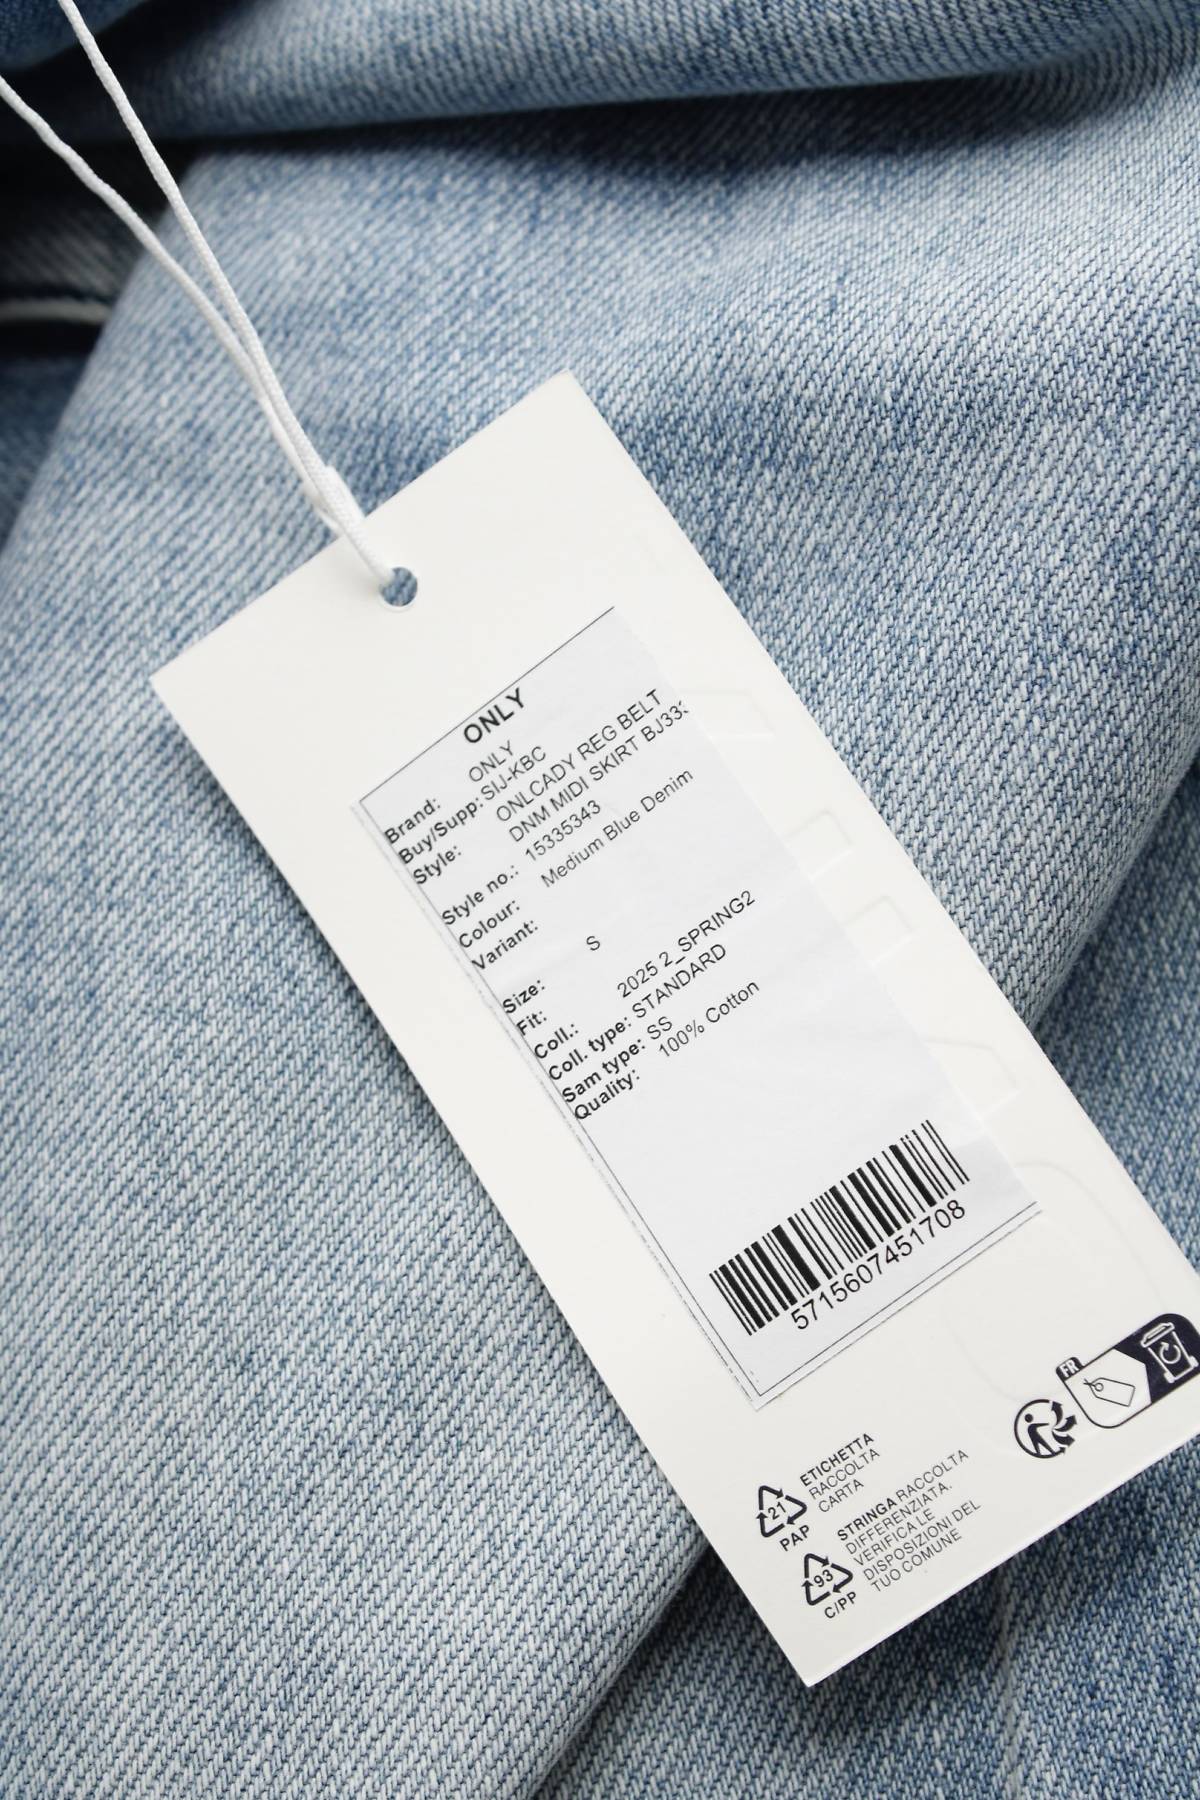 ONLY
Brand: ONLY
Buy/Supp: SIJ-KBC
Style: ONLCADY REG BELT
DNM MIDI SKIRT BJ333
Style no.: 15335343
Colour: Medium Blue Denim
Variant:
Size: S
Fit:
Coll.: 2025 2_SPRING2
Coll. type: STANDARD
Sam type: SS
Quality: 100% Cotton
5715607451708
FR
21
PAP
ETICHETTA
RACCOLTA
CARTA
93
C/PP
STRINGA RACCOLTA
DIFFERENZIATA.
VERIFICA LE
DISPOSIZIONI DEL
TUO COMUNE